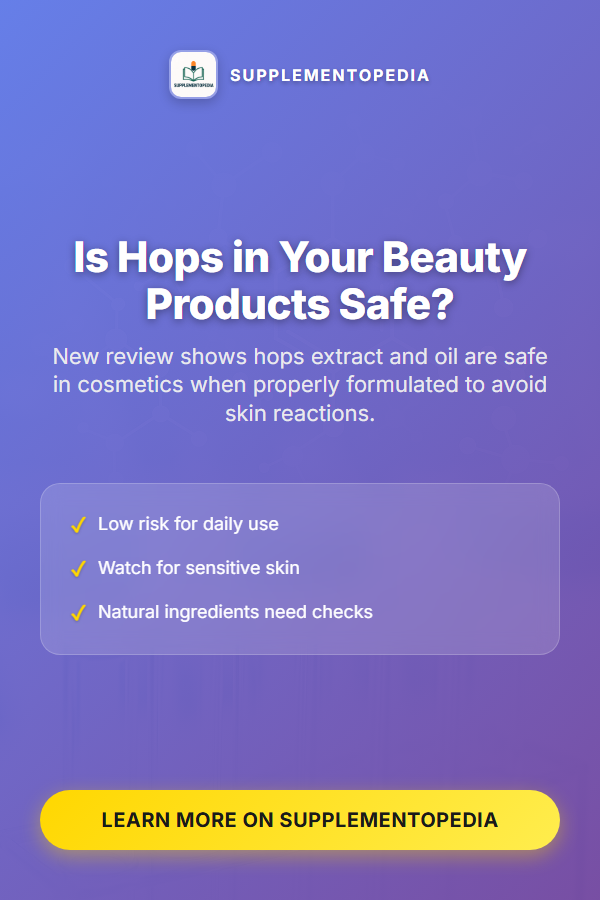 SUPPLEMENTOPEDIA
SUPPLEMENTOPEDIA
Is Hops in Your Beauty
Products Safe?
New review shows hops extract and oil are safe
in cosmetics when properly formulated to avoid
skin reactions.
✓ Low risk for daily use
✓ Watch for sensitive skin
✓ Natural ingredients need checks
LEARN MORE ON SUPPLEMENTOPEDIA